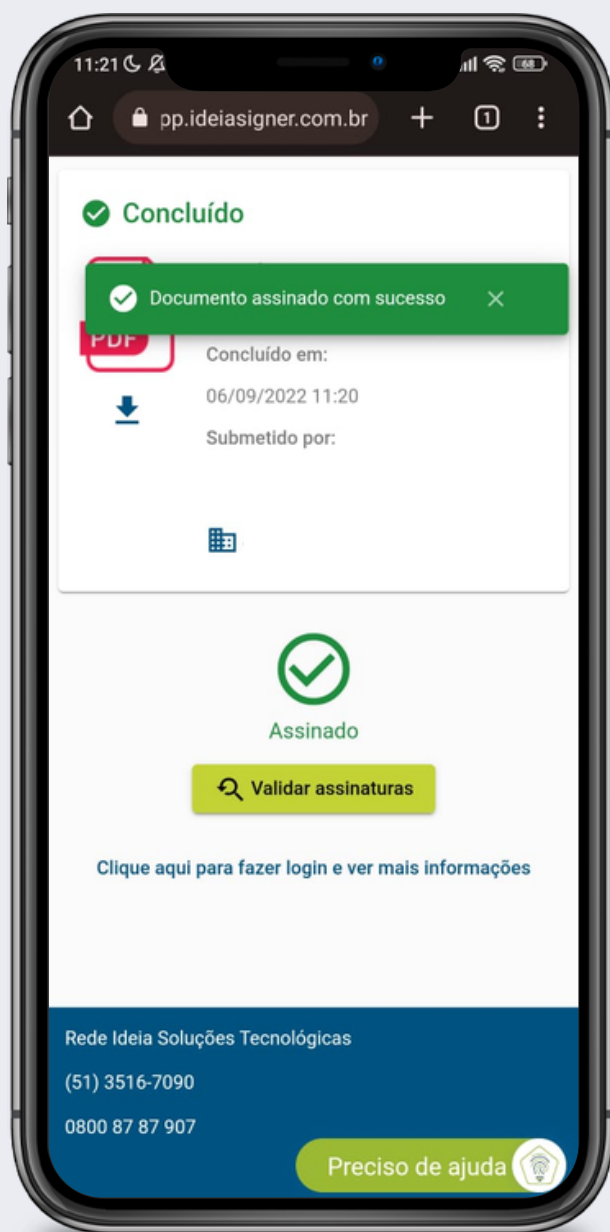 11:21
68
pp.ideiasigner.com.br
1
Concluído
Documento assinado com sucesso
PDF
Concluído em:
06/09/2022 11:20
Submetido por:
Assinado
Validar assinaturas
Clique aqui para fazer login e ver mais informações
Rede Ideia Soluções Tecnológicas
(51) 3516-7090
0800 87 87 907
Preciso de ajuda